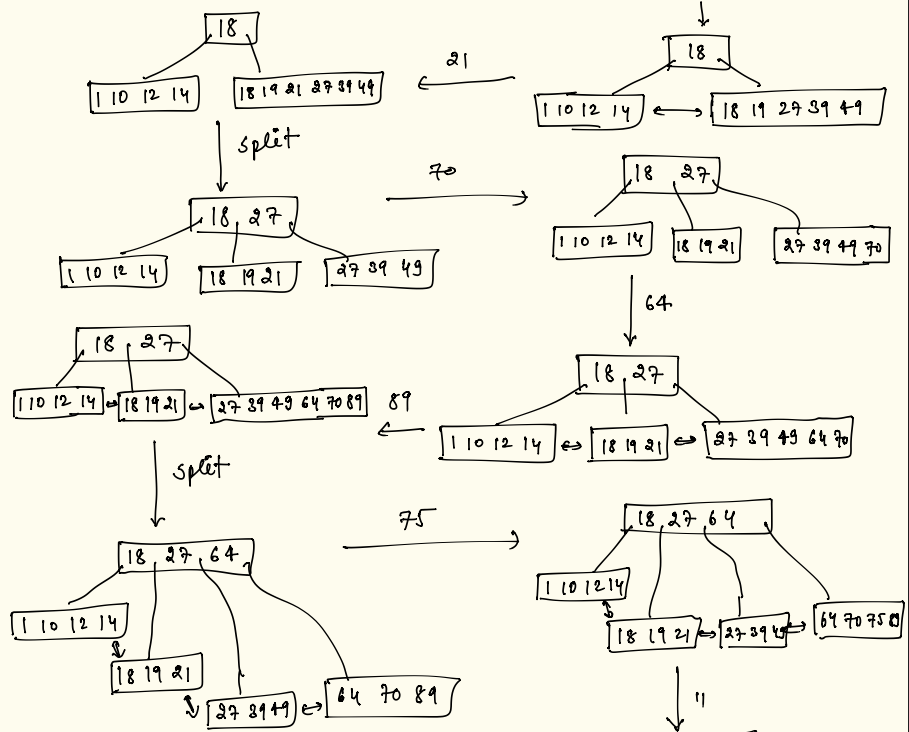 18
1 10 12 14
18 19 21 27 39 49
21
18
1 10 12 14
18 19 27 39 49
split
18 27
1 10 12 14
18 19 21
27 39 49
70
18 27
1 10 12 14
18 19 21
27 39 49 70
64
18 27
1 10 12 14
18 19 21
27 39 49 64 70
89
18 27
1 10 12 14
18 19 21
27 39 49 64 70 89
split
18 27 64
1 10 12 14
18 19 21
27 39 49
64 70 89
75
18 27 64
1 10 12 14
18 19 21
27 39 49
64 70 75 89
11